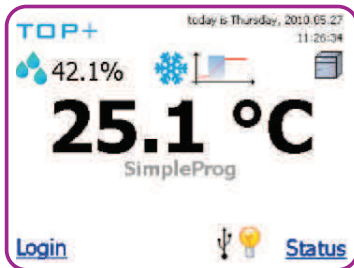 TOP+
today is Thursday, 2010.05.27
11:26:34
42.1%
25.1 °C
SimpleProg
Login
Status